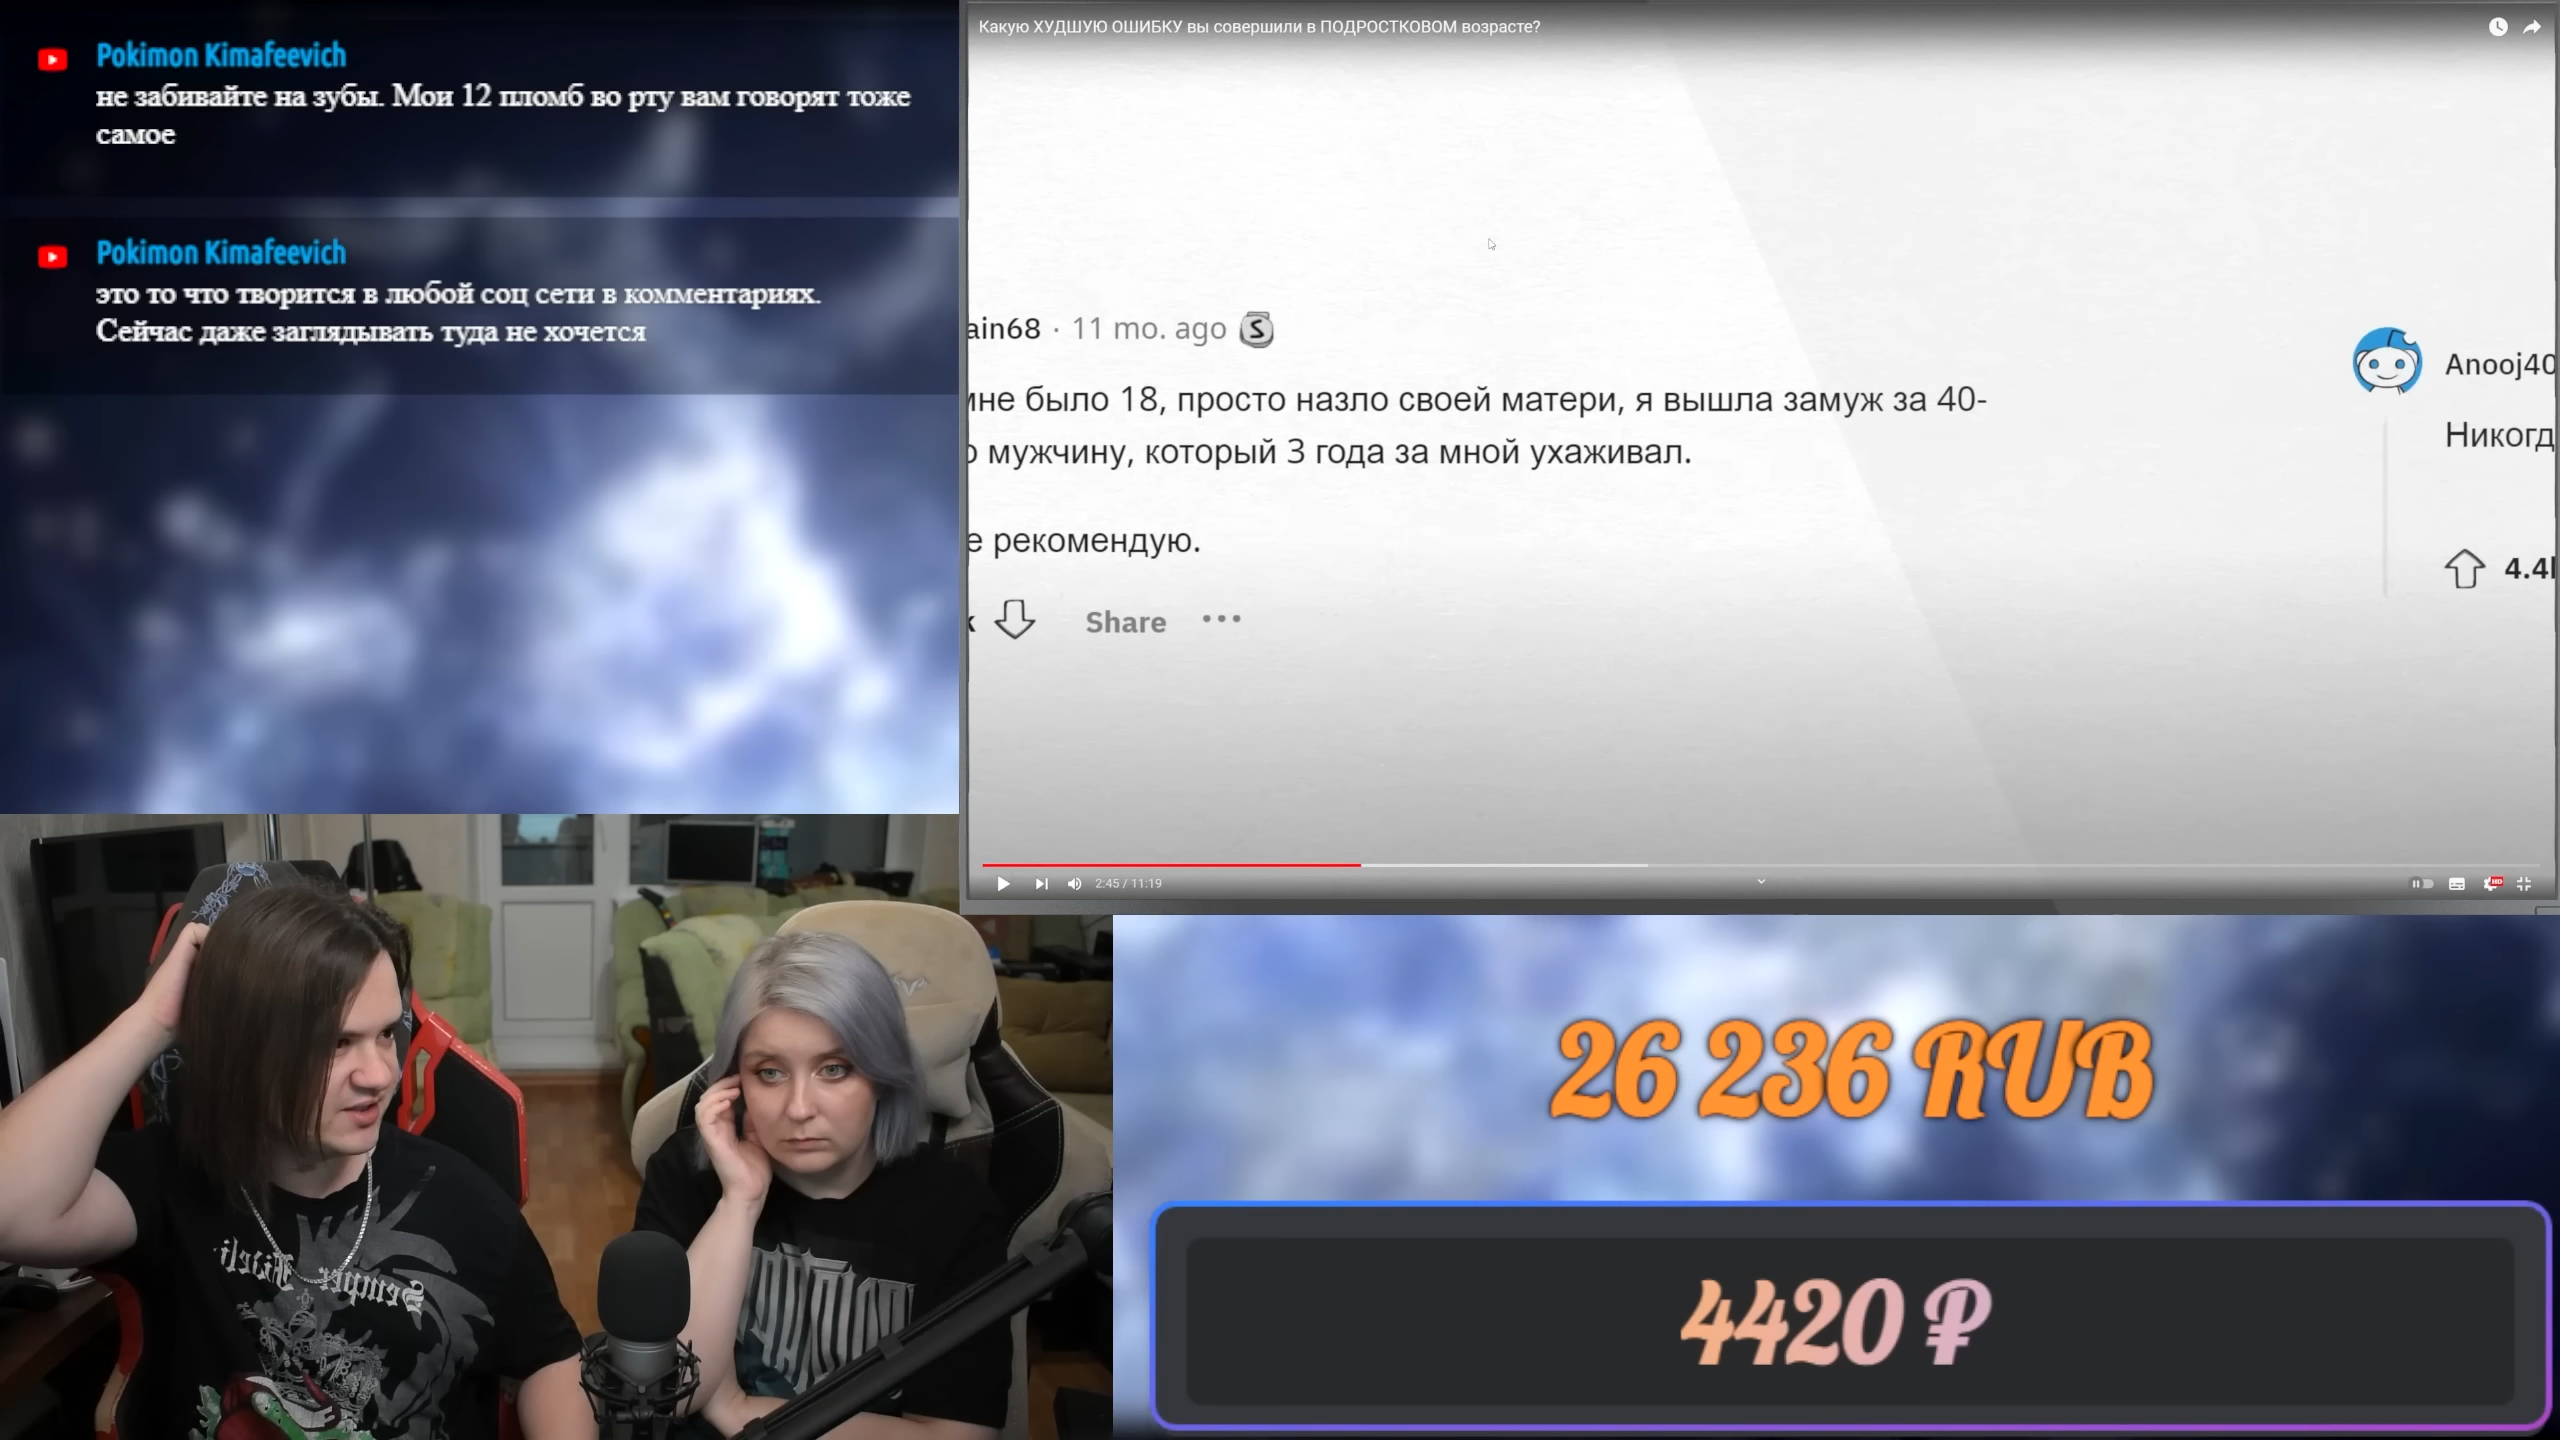 Pokimon Kimafeevich
не забивайте на зубы. Мои 12 пломб во рту вам говорят тоже
самое
Pokimon Kimafeevich
это то что творится в любой соц сети в комментариях.
Сейчас даже заглядывать туда не хочется
Какую ХУДШУЮ ОШИБКУ вы совершили в ПОДРОСТКОВОМ возрасте?
ain68 · 11 mo. ago S
мне было 18, просто назло своей матери, я вышла замуж за 40-
о мужчину, который 3 года за мной ухаживал.
е рекомендую.
k Share ...
Anooj40
Никогд
4.4k
2:45 / 11:19
HD
26 236 RUB
4420 ₽
Semper